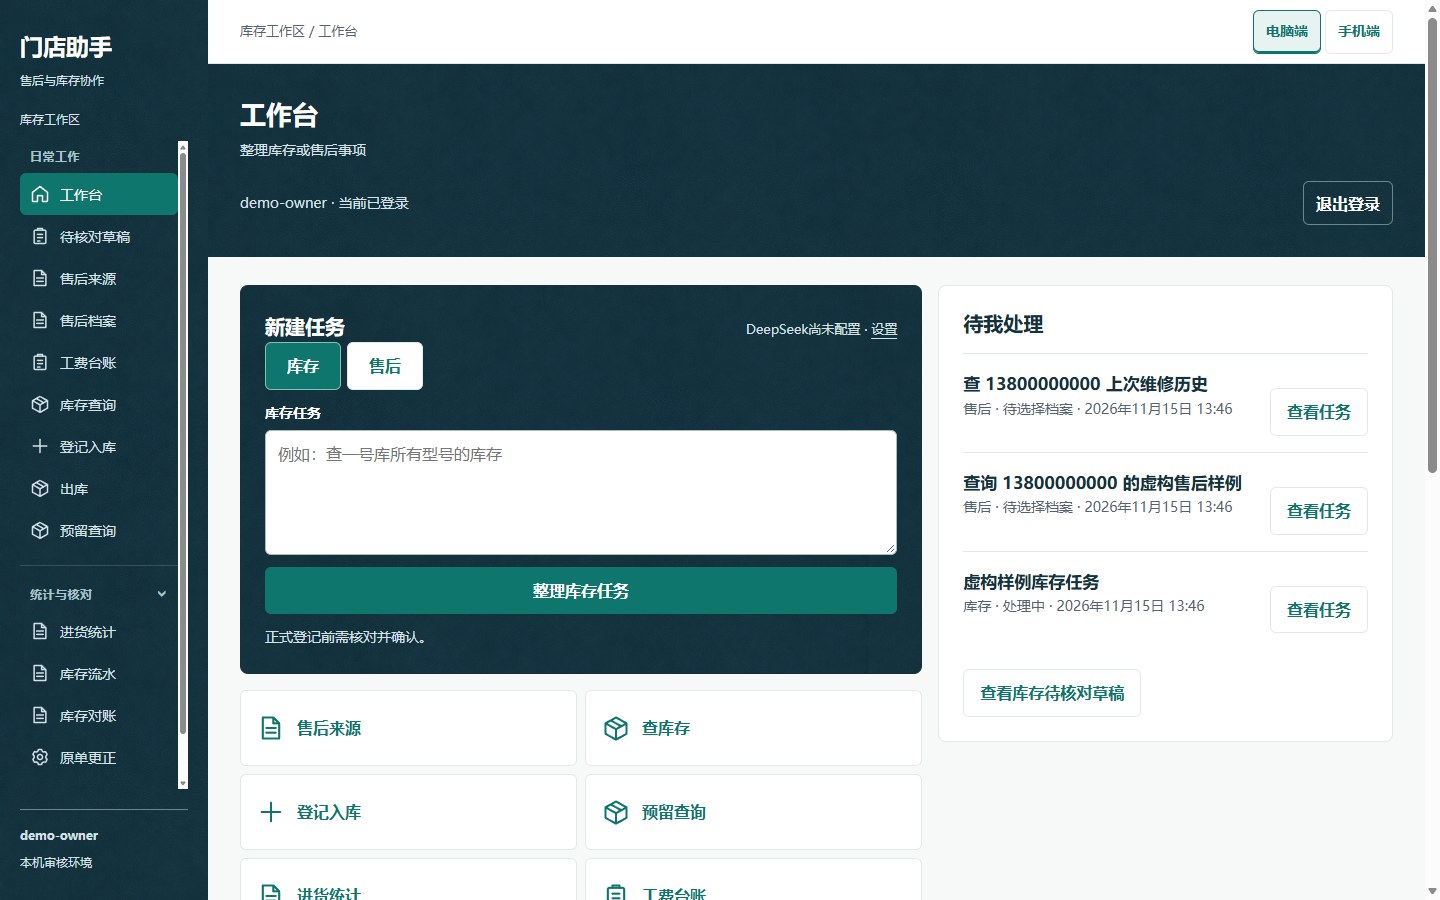 门店助手
售后与库存协作
库存工作区
日常工作
工作台
待核对草稿
售后来源
售后档案
工费台账
库存查询
登记入库
出库
预留查询
统计与核对
进货统计
库存流水
库存对账
原单更正
demo-owner
本机审核环境
库存工作区 / 工作台
电脑端
手机端
工作台
整理库存或售后事项
demo-owner · 当前已登录
退出登录
新建任务
DeepSeek尚未配置 · 设置
库存
售后
库存任务
例如：查一号库所有型号的库存
整理库存任务
正式登记前需核对并确认。
售后来源
查库存
登记入库
预留查询
进货统计
工费台账
待我处理
查 13800000000 上次维修历史
售后 · 待选择档案 · 2026年11月15日 13:46
查看任务
查询 13800000000 的虚构售后样例
售后 · 待选择档案 · 2026年11月15日 13:46
查看任务
虚构样例库存任务
库存 · 处理中 · 2026年11月15日 13:46
查看任务
查看库存待核对草稿